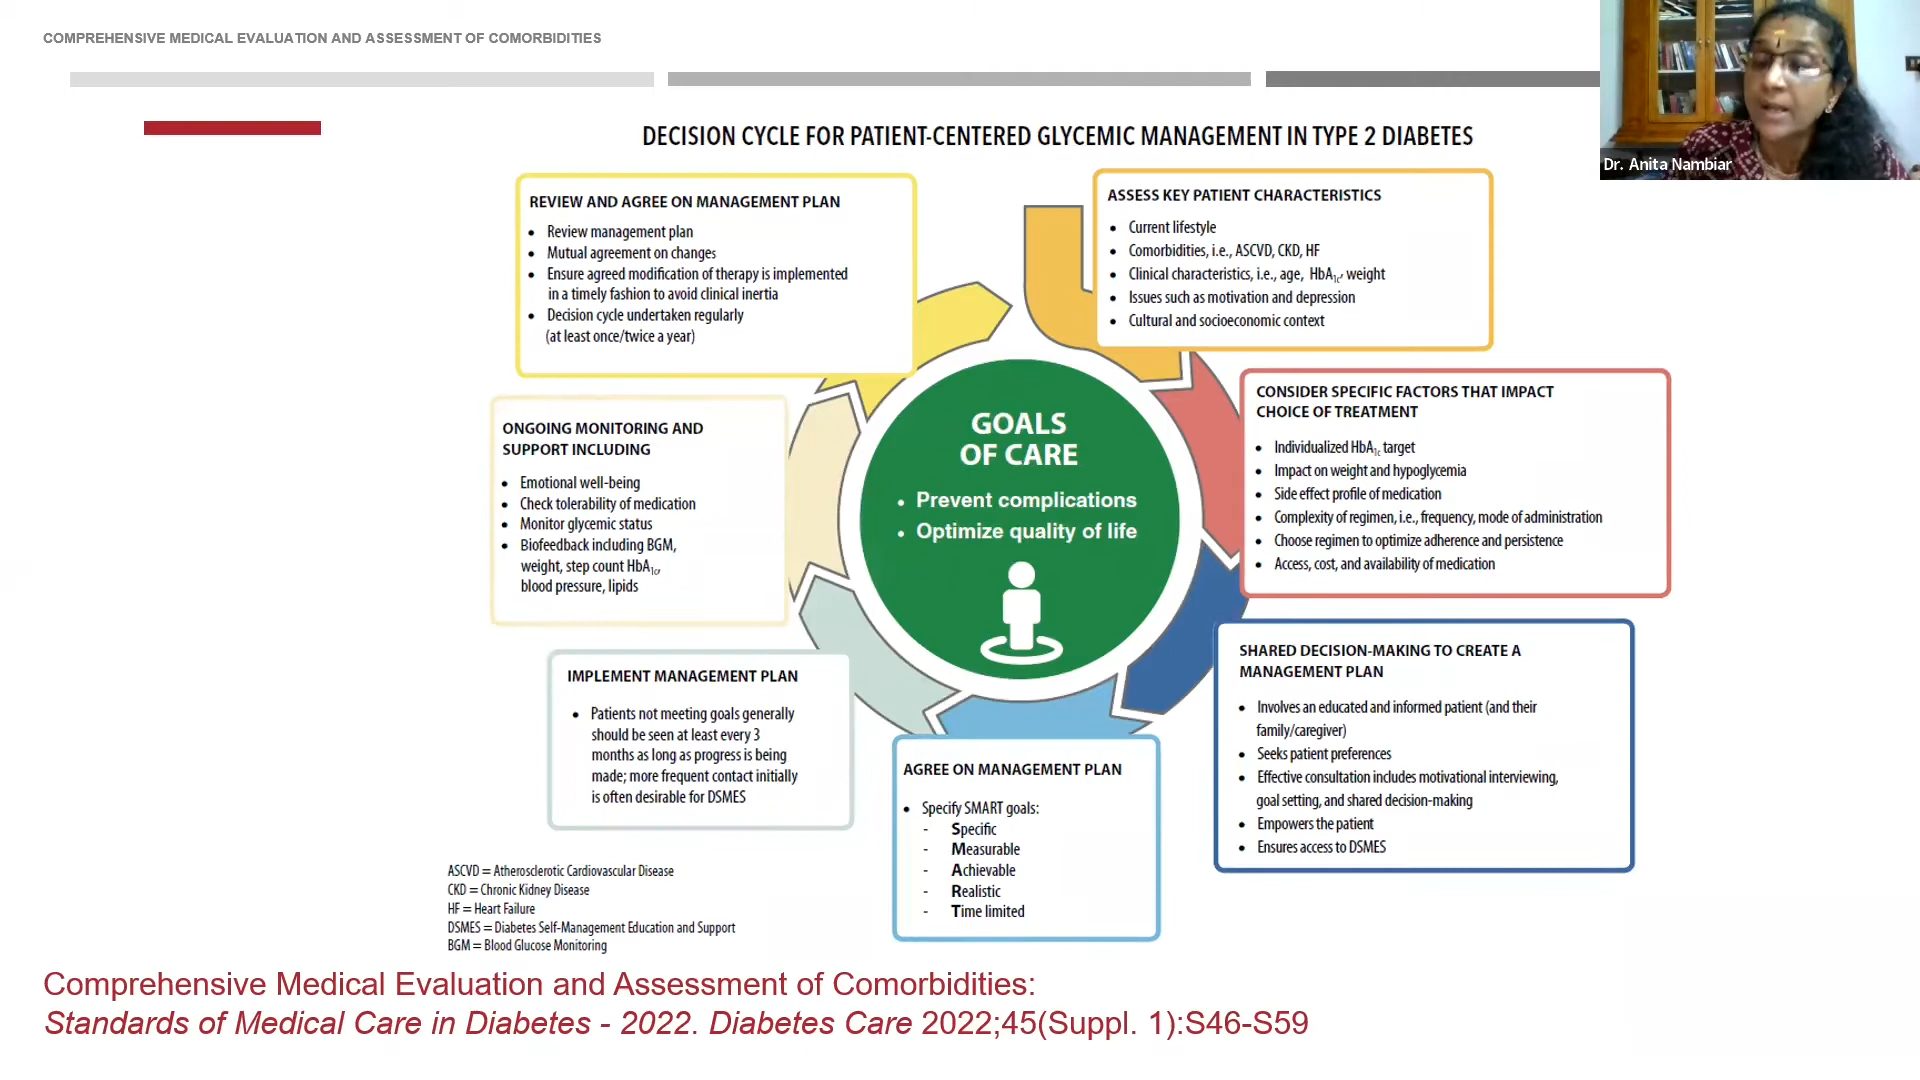 COMPREHENSIVE MEDICAL EVALUATION AND ASSESSMENT OF COMORBIDITIES
Dr. Anita Nambiar
DECISION CYCLE FOR PATIENT-CENTERED GLYCEMIC MANAGEMENT IN TYPE 2 DIABETES
REVIEW AND AGREE ON MANAGEMENT PLAN
• Review management plan
• Mutual agreement on changes
• Ensure agreed modification of therapy is implemented
in a timely fashion to avoid clinical inertia
• Decision cycle undertaken regularly
(at least once/twice a year)
ASSESS KEY PATIENT CHARACTERISTICS
• Current lifestyle
• Comorbidities, i.e., ASCVD, CKD, HF
• Clinical characteristics, i.e., age, HbA1c, weight
• Issues such as motivation and depression
• Cultural and socioeconomic context
CONSIDER SPECIFIC FACTORS THAT IMPACT
CHOICE OF TREATMENT
• Individualized HbA1c target
• Impact on weight and hypoglycemia
• Side effect profile of medication
• Complexity of regimen, i.e., frequency, mode of administration
• Choose regimen to optimize adherence and persistence
• Access, cost, and availability of medication
SHARED DECISION-MAKING TO CREATE A
MANAGEMENT PLAN
• Involves an educated and informed patient (and their
family/caregiver)
• Seeks patient preferences
• Effective consultation includes motivational interviewing,
goal setting, and shared decision-making
• Empowers the patient
• Ensures access to DSMES
AGREE ON MANAGEMENT PLAN
• Specify SMART goals:
- Specific
- Measurable
- Achievable
- Realistic
- Time limited
IMPLEMENT MANAGEMENT PLAN
• Patients not meeting goals generally
should be seen at least every 3
months as long as progress is being
made; more frequent contact initially
is often desirable for DSMES
ONGOING MONITORING AND
SUPPORT INCLUDING
• Emotional well-being
• Check tolerability of medication
• Monitor glycemic status
• Biofeedback including BGM,
weight, step count HbA1c,
blood pressure, lipids
GOALS
OF CARE
• Prevent complications
• Optimize quality of life
ASCVD = Atherosclerotic Cardiovascular Disease
CKD = Chronic Kidney Disease
HF = Heart Failure
DSMES = Diabetes Self-Management Education and Support
BGM = Blood Glucose Monitoring
Comprehensive Medical Evaluation and Assessment of Comorbidities:
Standards of Medical Care in Diabetes - 2022. Diabetes Care 2022;45(Suppl. 1):S46-S59